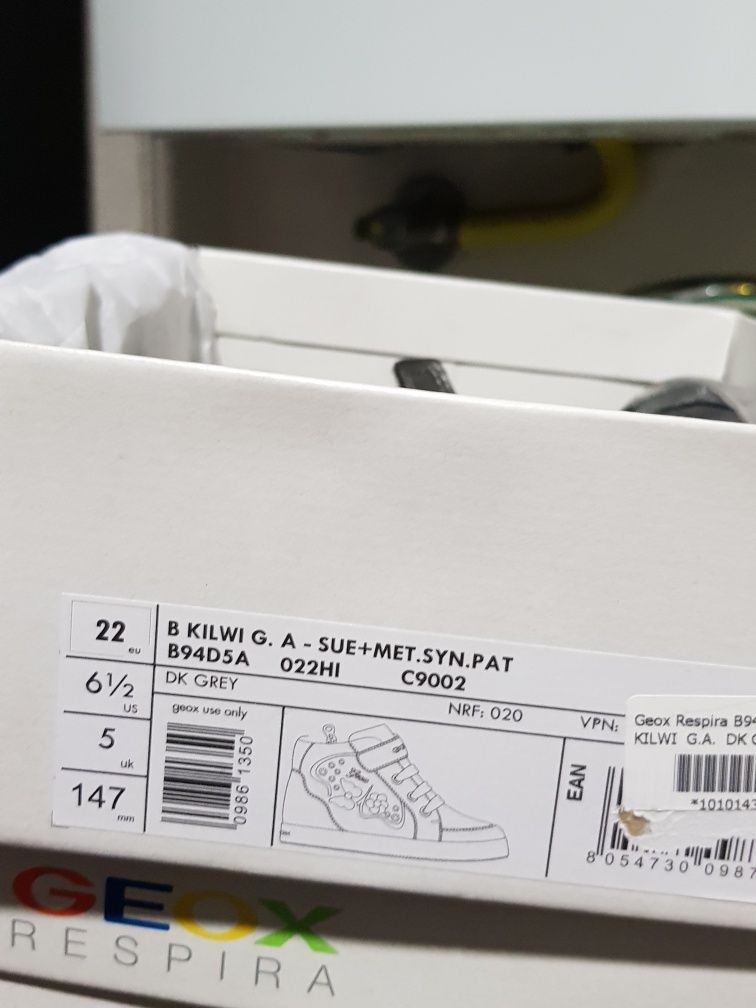 22 eu
6½ US
5 uk
147 mm
B KILWI G. A - SUE+MET.SYN.PAT
B94D5A 022HI C9002
DK GREY
geox use only
0986 1350
NRF: 020
VPN:
EAN
8 054730 0987
Geox Respira B94
KILWI G.A. DK
*1010143
GEOX
RESPIRA